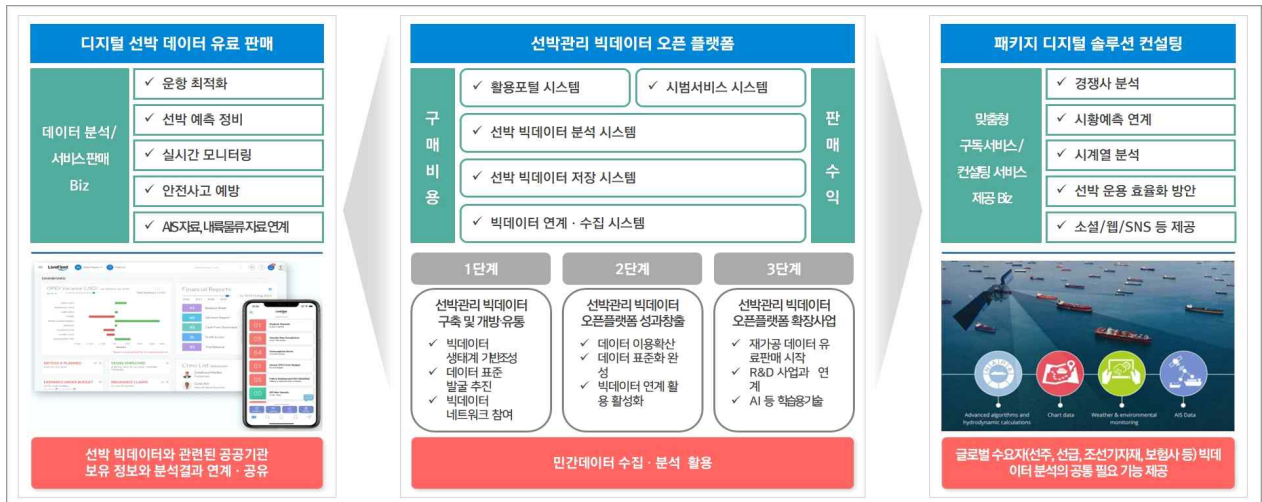 디지털 선박 데이터 유료 판매
데이터 분석/
서비스판매
Biz
✓ 운항 최적화
✓ 선박 예측 정비
✓ 실시간 모니터링
✓ 안전사고 예방
✓ AIS자료, 내륙물류자료 연계
선박 빅데이터와 관련된 공공기관
보유 정보와 분석결과 연계 · 공유
선박관리 빅데이터 오픈 플랫폼
구
매
비
용
✓ 활용포털 시스템
✓ 시범서비스 시스템
✓ 선박 빅데이터 분석 시스템
✓ 선박 빅데이터 저장 시스템
✓ 빅데이터 연계 · 수집 시스템
판
매
수
익
1단계
선박관리 빅데이터
구축 및 개방·유통
✓ 빅데이터
생태계 기반조성
✓ 데이터 표준
발굴 추진
✓ 빅데이터
네트워크 참여
2단계
선박관리 빅데이터
오픈플랫폼 성과창출
✓ 데이터 이용확산
✓ 데이터 표준화 완
성
✓ 빅데이터 연계 활
용 활성화
3단계
선박관리 빅데이터
오픈플랫폼 확장사업
✓ 재가공 데이터 유
료판매 시작
✓ R&D 사업과 연
계
✓ AI 등 학습용기술
민간데이터 수집 · 분석 활용
패키지 디지털 솔루션 컨설팅
맞춤형
구독서비스/
컨설팅 서비스
제공 Biz
✓ 경쟁사 분석
✓ 시황예측 연계
✓ 시계열 분석
✓ 선박 운용 효율화 방안
✓ 소셜/웹/SNS 등 제공
Advanced algorithms and
hydrodynamic calculations
Chart data
Weather & environmental
monitoring
AIS Data
글로벌 수요자(선주, 선급, 조선기자재, 보험사 등) 빅데
이터 분석의 공통 필요 기능 제공